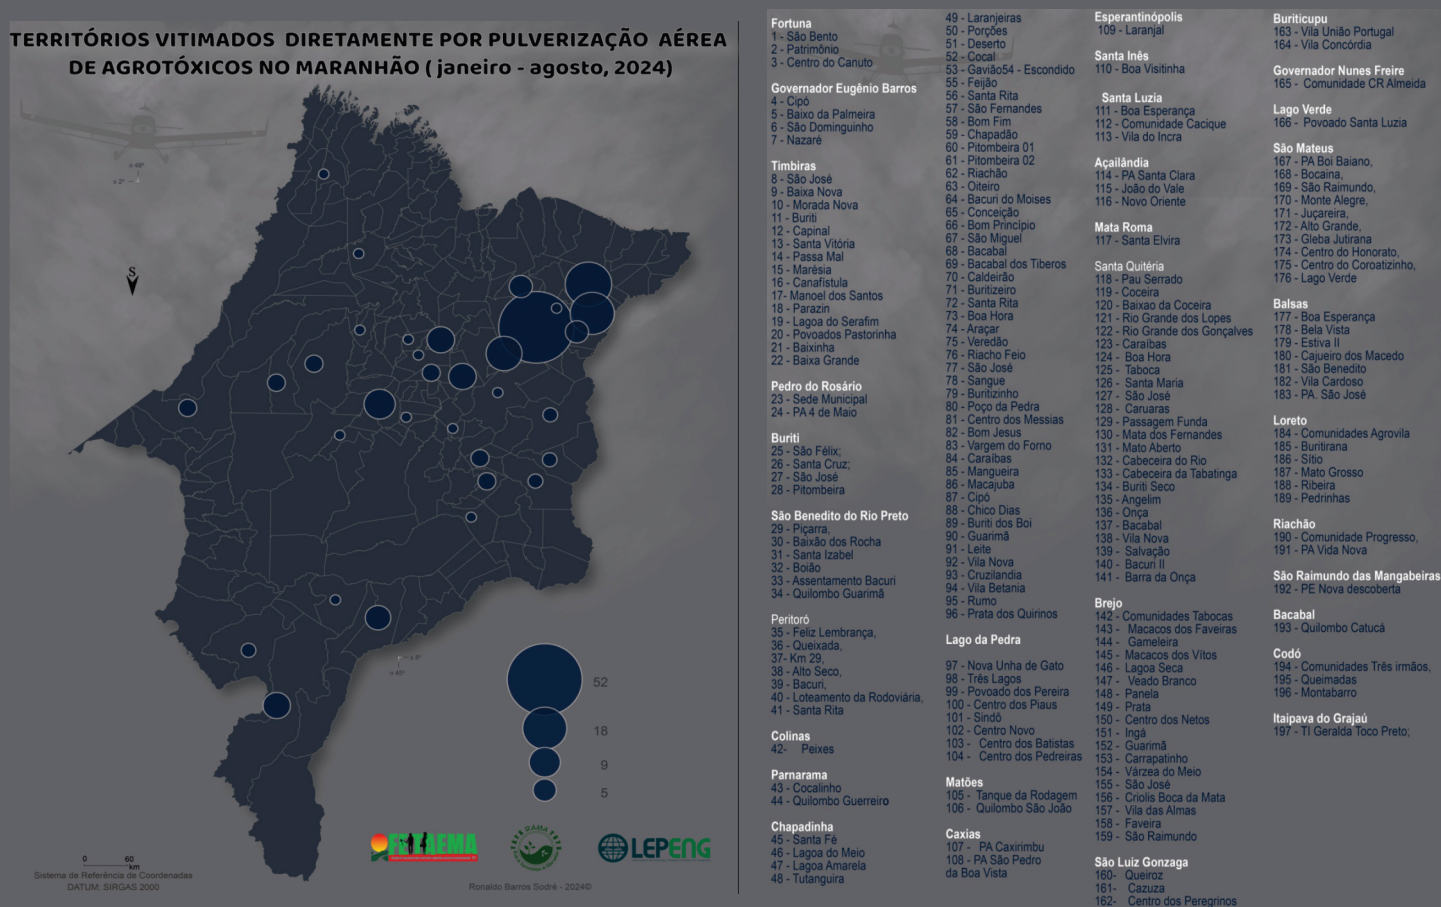 TERRITÓRIOS VITIMADOS DIRETAMENTE POR PULVERIZAÇÃO AÉREA
DE AGROTÓXICOS NO MARANHÃO ( janeiro - agosto, 2024)
S
52
18
9
5
0 60
km
Sistema de Referência de Coordenadas
DATUM: SIRGAS 2000
FETAEMA
RAMA
LEPENG
Ronaldo Barros Sodré - 2024©
Fortuna
1 - São Bento
2 - Patrimônio
3 - Centro do Canuto
Governador Eugênio Barros
4 - Cipó
5 - Baixo da Palmeira
6 - São Dominguinho
7 - Nazaré
Timbiras
8 - São José
9 - Baixa Nova
10 - Morada Nova
11 - Buriti
12 - Capinal
13 - Santa Vitória
14 - Passa Mal
15 - Marésia
16 - Canafístula
17- Manoel dos Santos
18 - Parazin
19 - Lagoa do Serafim
20 - Povoados Pastorinha
21 - Baixinha
22 - Baixa Grande
Pedro do Rosário
23 - Sede Municipal
24 - PA 4 de Maio
Buriti
25 - São Félix;
26 - Santa Cruz;
27 - São José
28 - Pitombeira
São Benedito do Rio Preto
29 - Piçarra,
30 - Baixão dos Rocha
31 - Santa Izabel
32 - Boião
33 - Assentamento Bacuri
34 - Quilombo Guarimã
Peritoró
35 - Feliz Lembrança,
36 - Queixada,
37- Km 29,
38 - Alto Seco,
39 - Bacuri,
40 - Loteamento da Rodoviária,
41 - Santa Rita
Colinas
42- Peixes
Parnarama
43 - Cocalinho
44 - Quilombo Guerreiro
Chapadinha
45 - Santa Fé
46 - Lagoa do Meio
47 - Lagoa Amarela
48 - Tutanguira
49 - Laranjeiras
50 - Porções
51 - Deserto
52 - Cocal
53 - Gavião54 - Escondido
55 - Feijão
56 - Santa Rita
57 - São Fernandes
58 - Bom Fim
59 - Chapadão
60 - Pitombeira 01
61 - Pitombeira 02
62 - Riachão
63 - Oiteiro
64 - Bacuri do Moises
65 - Conceição
66 - Bom Princípio
67 - São Miguel
68 - Bacabal
69 - Bacabal dos Tiberos
70 - Caldeirão
71 - Buritizeiro
72 - Santa Rita
73 - Boa Hora
74 - Araçar
75 - Veredão
76 - Riacho Feio
77 - São José
78 - Sangue
79 - Buritizinho
80 - Poço da Pedra
81 - Centro dos Messias
82 - Bom Jesus
83 - Vargem do Forno
84 - Caraíbas
85 - Mangueira
86 - Macajuba
87 - Cipó
88 - Chico Dias
89 - Buriti dos Boi
90 - Guarimã
91 - Leite
92 - Vila Nova
93 - Cruzilandia
94 - Vila Betania
95 - Rumo
96 - Prata dos Quirinos
Lago da Pedra
97 - Nova Unha de Gato
98 - Três Lagos
99 - Povoado dos Pereira
100 - Centro dos Piaus
101 - Sindô
102 - Centro Novo
103 - Centro dos Batistas
104 - Centro dos Pedreiras
Matões
105 - Tanque da Rodagem
106 - Quilombo São João
Caxias
107 - PA Caxirimbu
108 - PA São Pedro
da Boa Vista
Esperantinópolis
109 - Laranjal
Santa Inês
110 - Boa Visitinha
Santa Luzia
111 - Boa Esperança
112 - Comunidade Cacique
113 - Vila do Incra
Açailândia
114 - PA Santa Clara
115 - João do Vale
116 - Novo Oriente
Mata Roma
117 - Santa Elvira
Santa Quitéria
118 - Pau Serrado
119 - Coceira
120 - Baixao da Coceira
121 - Rio Grande dos Lopes
122 - Rio Grande dos Gonçalves
123 - Caraíbas
124 - Boa Hora
125 - Taboca
126 - Santa Maria
127 - São José
128 - Caruaras
129 - Passagem Funda
130 - Mata dos Fernandes
131 - Mato Aberto
132 - Cabeceira do Rio
133 - Cabeceira da Tabatinga
134 - Buriti Seco
135 - Angelim
136 - Onça
137 - Bacabal
138 - Vila Nova
139 - Salvação
140 - Bacuri II
141 - Barra da Onça
Brejo
142 - Comunidades Tabocas
143 - Macacos dos Faveiras
144 - Gameleira
145 - Macacos dos Vítos
146 - Lagoa Seca
147 - Veado Branco
148 - Panela
149 - Prata
150 - Centro dos Netos
151 - Ingá
152 - Guarimã
153 - Carrapatinho
154 - Várzea do Meio
155 - São José
156 - Criolis Boca da Mata
157 - Vila das Almas
158 - Faveira
159 - São Raimundo
São Luiz Gonzaga
160- Queiroz
161- Cazuza
162- Centro dos Peregrinos
Buriticupu
163 - Vila União Portugal
164 - Vila Concórdia
Governador Nunes Freire
165 - Comunidade CR Almeida
Lago Verde
166 - Povoado Santa Luzia
São Mateus
167 - PA Boi Baiano,
168 - Bocaina,
169 - São Raimundo,
170 - Monte Alegre,
171 - Juçareira,
172 - Alto Grande,
173 - Gleba Jutirana
174 - Centro do Honorato,
175 - Centro do Coroatizinho,
176 - Lago Verde
Balsas
177 - Boa Esperança
178 - Bela Vista
179 - Estiva II
180 - Cajueiro dos Macedo
181 - São Benedito
182 - Vila Cardoso
183 - PA. São José
Loreto
184 - Comunidades Agrovila
185 - Buritirana
186 - Sítio
187 - Mato Grosso
188 - Ribeira
189 - Pedrinhas
Riachão
190 - Comunidade Progresso,
191 - PA Vida Nova
São Raimundo das Mangabeiras
192 - PE Nova descoberta
Bacabal
193 - Quilombo Catucá
Codó
194 - Comunidades Três irmãos,
195 - Queimadas
196 - Montabarro
Itaipava do Grajaú
197 - TI Geralda Toco Preto;